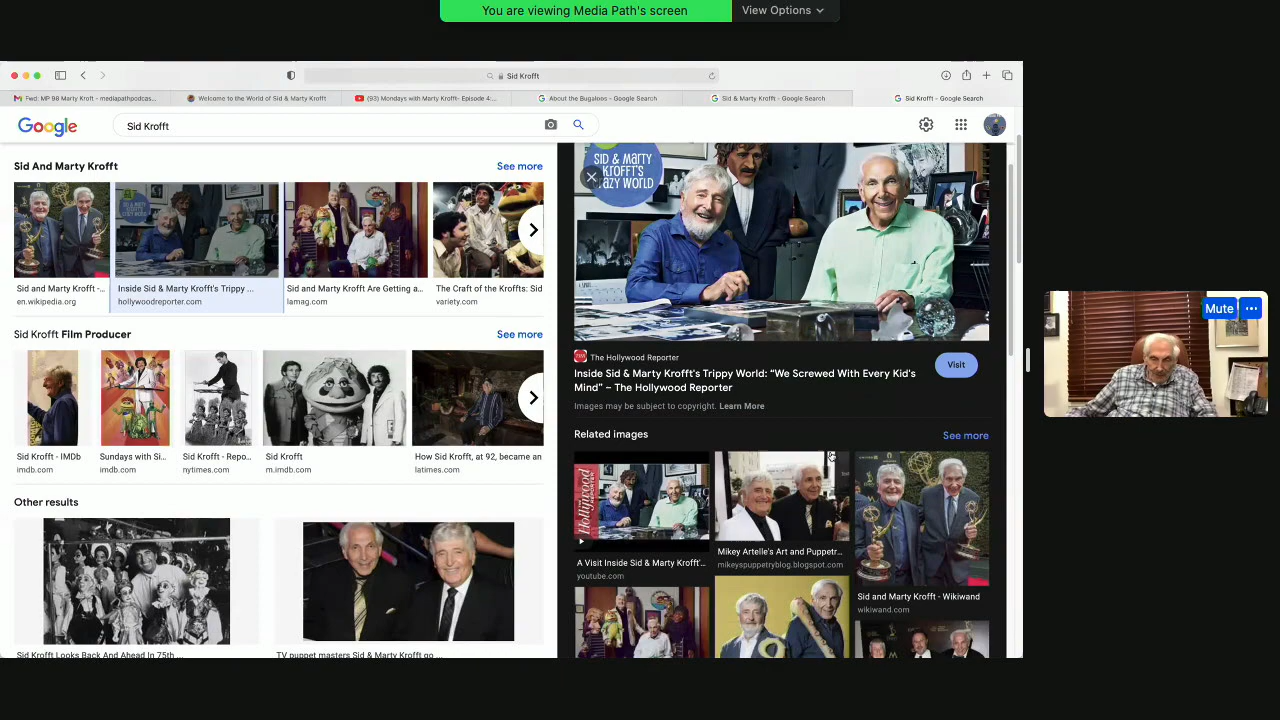 You are viewing Media Path's screen
View Options
Sid Krofft
Fwd: MP 98 Marty Kroft - mediapathpodcas...
Welcome to the World of Sid & Marty Krofft
(93) Mondays with Marty Krofft- Episode 4:...
About the Bugaloos - Google Search
Sid & Marty Krofft - Google Search
Sid Krofft - Google Search
Google
Sid Krofft
Sid And Marty Krofft
See more
Sid and Marty Krofft -...
en.wikipedia.org
Inside Sid & Marty Krofft's Trippy ...
hollywoodreporter.com
Sid and Marty Krofft Are Getting a...
lamag.com
The Craft of the Kroffts: Sid
variety.com
Sid Krofft Film Producer
See more
Sid Krofft - IMDb
imdb.com
Sundays with Si...
imdb.com
Sid Krofft - Repo...
nytimes.com
Sid Krofft
m.imdb.com
How Sid Krofft, at 92, became an
latimes.com
Other results
Sid Krofft Looks Back And Ahead In 75th ...
TV puppet masters Sid & Marty Krofft go ...
SID & MARTY
KROFFT'S
The Hollywood Reporter
Inside Sid & Marty Krofft's Trippy World: “We Screwed With Every Kid's
Mind” – The Hollywood Reporter
Visit
Images may be subject to copyright. Learn More
Related images
See more
Hollywood
A Visit Inside Sid & Marty Krofft'...
youtube.com
Mikey Artelle's Art and Puppetr...
mikeyspuppetryblog.blogspot.com
Sid and Marty Krofft - Wikiwand
wikiwand.com
Mute